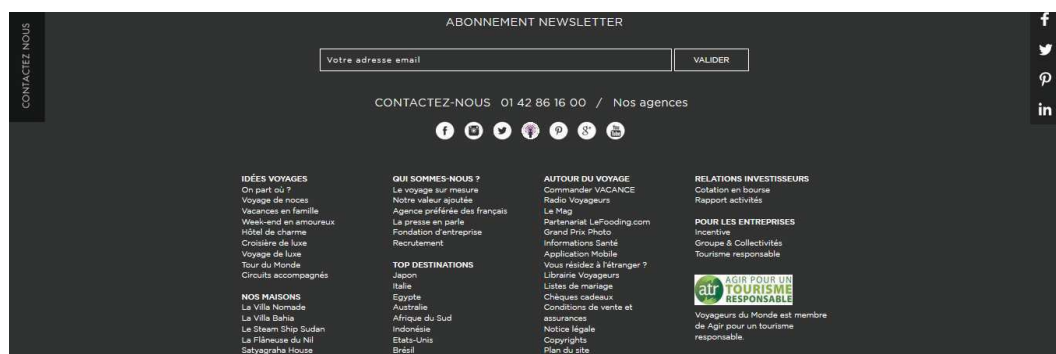 CONTACTEZ NOUS
ABONNEMENT NEWSLETTER
Votre adresse email
VALIDER
CONTACTEZ-NOUS 01 42 86 16 00 / Nos agences
IDÉES VOYAGES
On part où ?
Voyage de noces
Vacances en famille
Week-end en amoureux
Hôtel de charme
Croisière de luxe
Voyage de luxe
Tour du Monde
Circuits accompagnés
NOS MAISONS
La Villa Nomade
La Villa Bahia
Le Steam Ship Sudan
La Flâneuse du Nil
Satyagraha House
QUI SOMMES-NOUS ?
Le voyage sur mesure
Notre valeur ajoutée
Agence préférée des français
La presse en parle
Fondation d'entreprise
Recrutement
TOP DESTINATIONS
Japon
Italie
Egypte
Australie
Afrique du Sud
Indonésie
Etats-Unis
Brésil
AUTOUR DU VOYAGE
Commander VACANCE
Radio Voyageurs
Le Mag
Partenariat LeFooding.com
Grand Prix Photo
Informations Santé
Application Mobile
Vous résidez à l'étranger ?
Librairie Voyageurs
Listes de mariage
Chèques cadeaux
Conditions de vente et
assurances
Notice légale
Copyrights
Plan du site
RELATIONS INVESTISSEURS
Cotation en bourse
Rapport activités
POUR LES ENTREPRISES
Incentive
Groupe & Collectivités
Tourisme responsable
atr
AGIR POUR UN
TOURISME
RESPONSABLE
Voyageurs du Monde est membre
de Agir pour un tourisme
responsable.